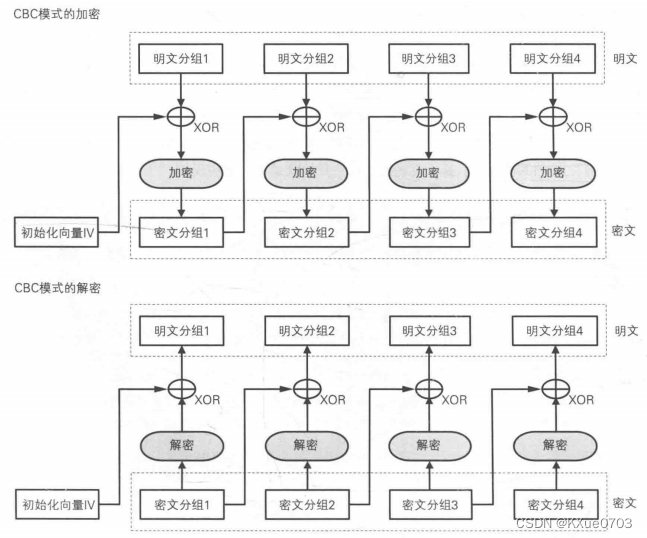 CBC模式的加密
明文分组1 明文分组2 明文分组3 明文分组4 明文
XOR XOR XOR XOR
加密 加密 加密 加密
初始化向量IV 密文分组1 密文分组2 密文分组3 密文分组4 密文
CBC模式的解密
明文分组1 明文分组2 明文分组3 明文分组4 明文
XOR XOR XOR XOR
解密 解密 解密 解密
初始化向量IV 密文分组1 密文分组2 密文分组3 密文分组4 密文
CSDN @KXue0703